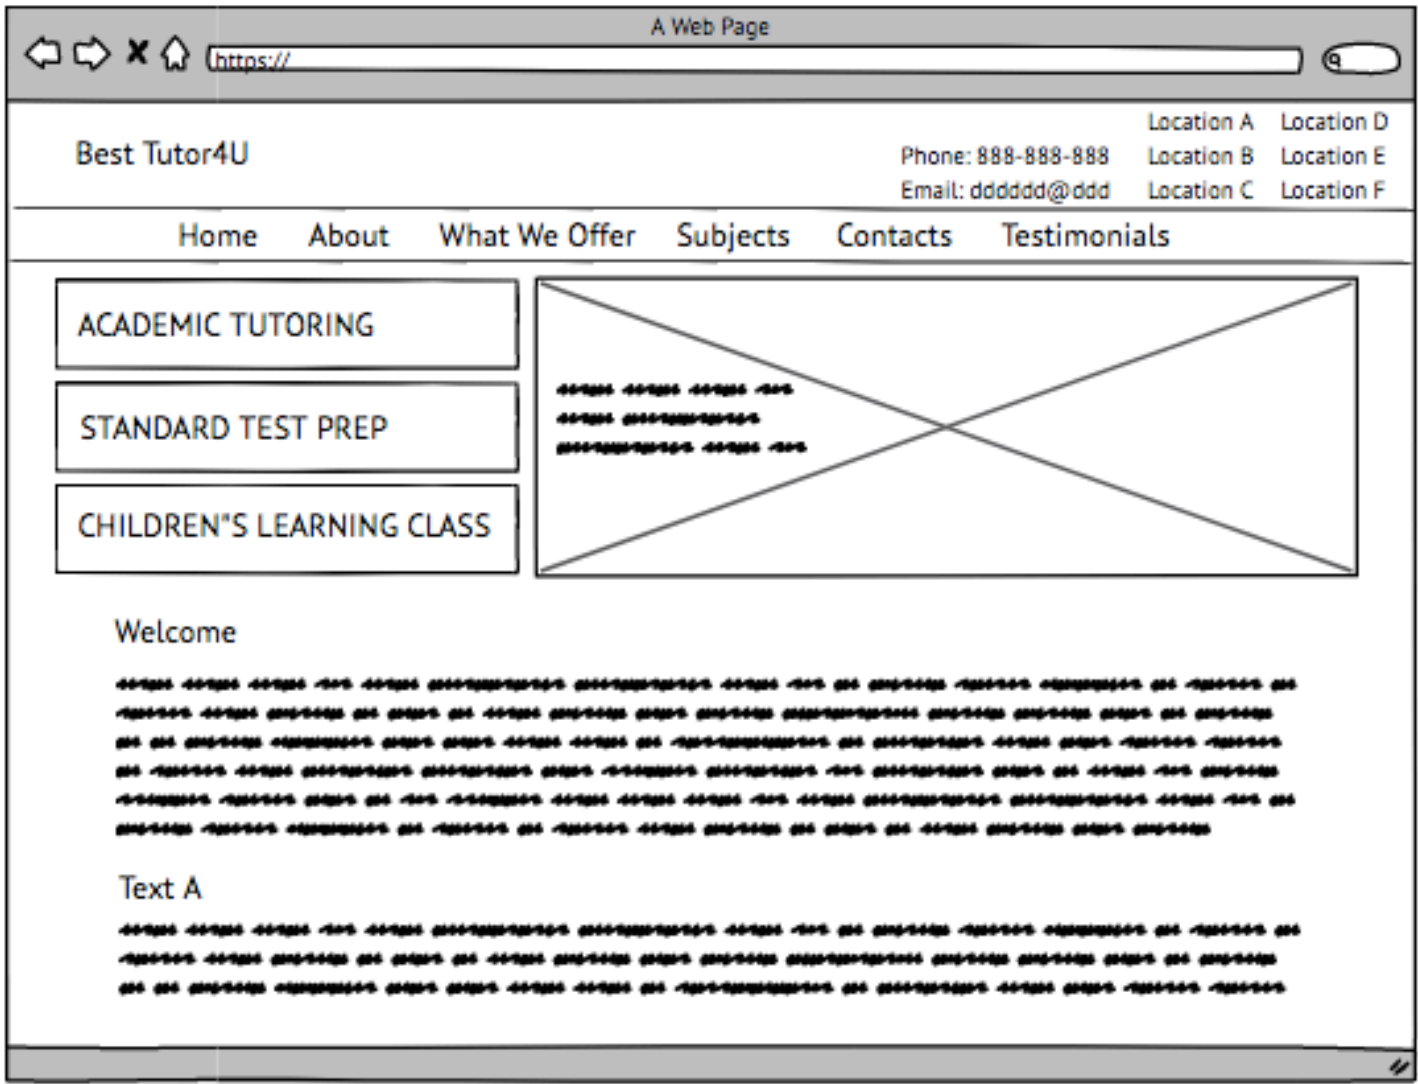 A Web Page
https://
Best Tutor4U
Phone: 888-888-888
Email: dddddd@ddd
Location A Location D
Location B Location E
Location C Location F
Home About What We Offer Subjects Contacts Testimonials
ACADEMIC TUTORING
STANDARD TEST PREP
CHILDREN"S LEARNING CLASS
Welcome
Text A